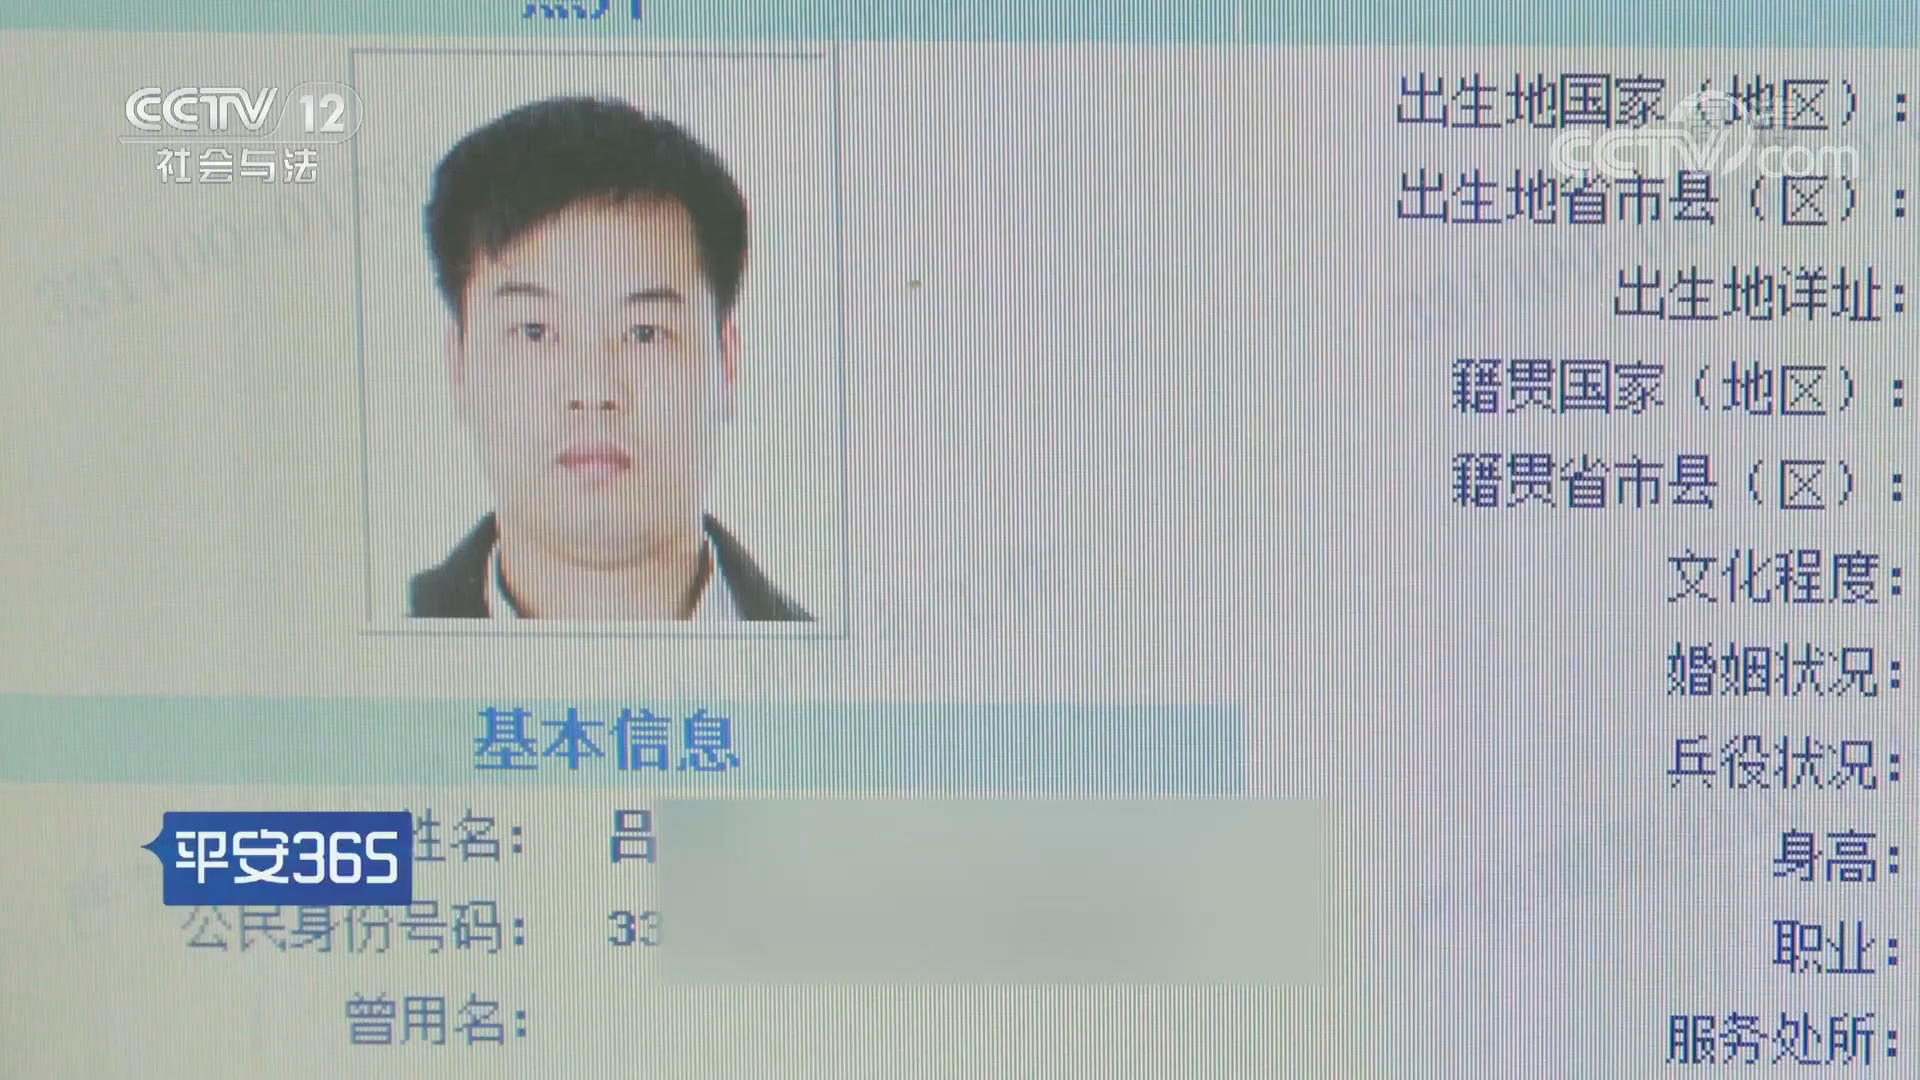 照片
CCTV 12
社会与法
CCTV.com
出生地国家（地区）：
出生地省市县（区）：
出生地详址：
籍贯国家（地区）：
籍贯省市县（区）：
文化程度：
婚姻状况：
兵役状况：
身高：
职业：
服务处所：
基本信息
平安365
姓名： 吕
公民身份号码： 33
曾用名：